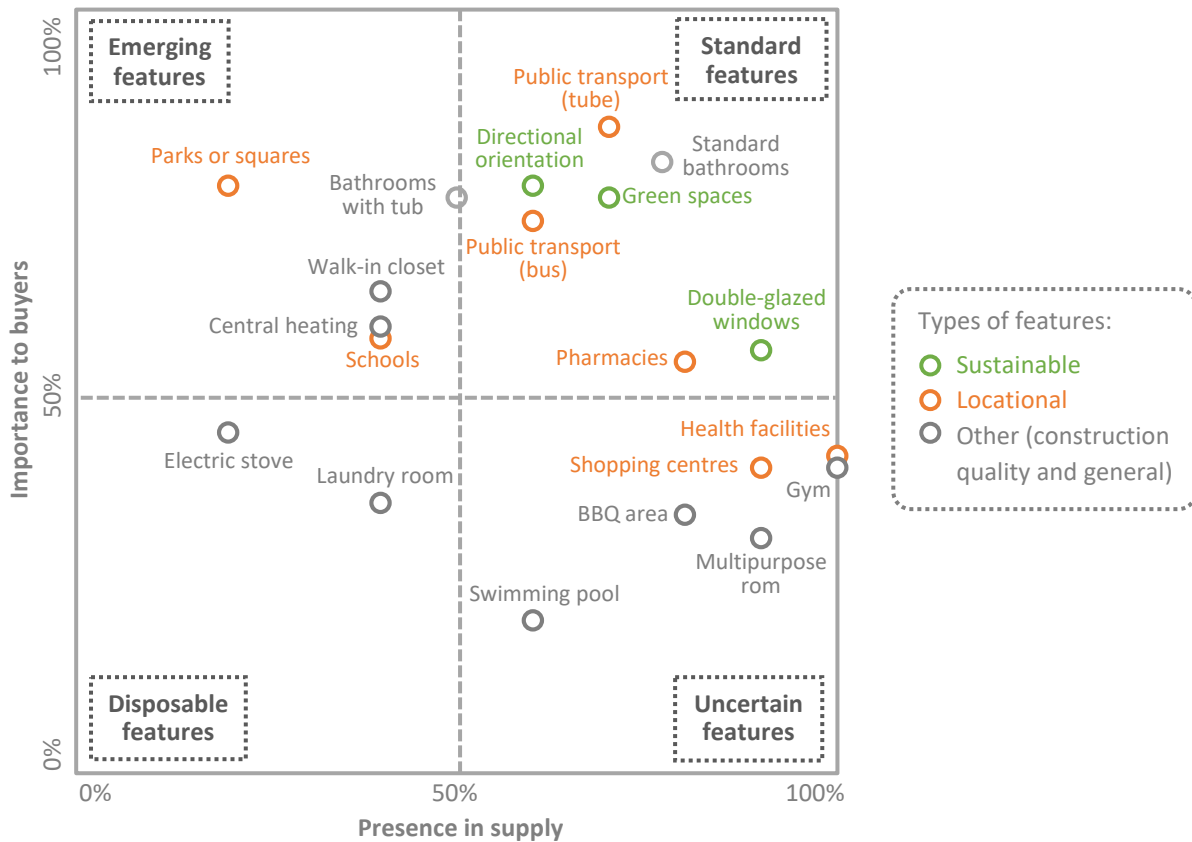 100%
Emerging
features
Standard
features
Public transport
(tube)
Directional
orientation
Standard
bathrooms
Parks or squares
Bathrooms
with tub
Green spaces
Public transport
(bus)
Walk-in closet
Central heating
Schools
Double-glazed
windows
Pharmacies
Importance to buyers
50%
Electric stove
Laundry room
Health facilities
Shopping centres
Gym
BBQ area
Multipurpose
rom
Swimming pool
Disposable
features
Uncertain
features
0%
0%
50%
100%
Presence in supply
Types of features:
Sustainable
Locational
Other (construction
quality and general)